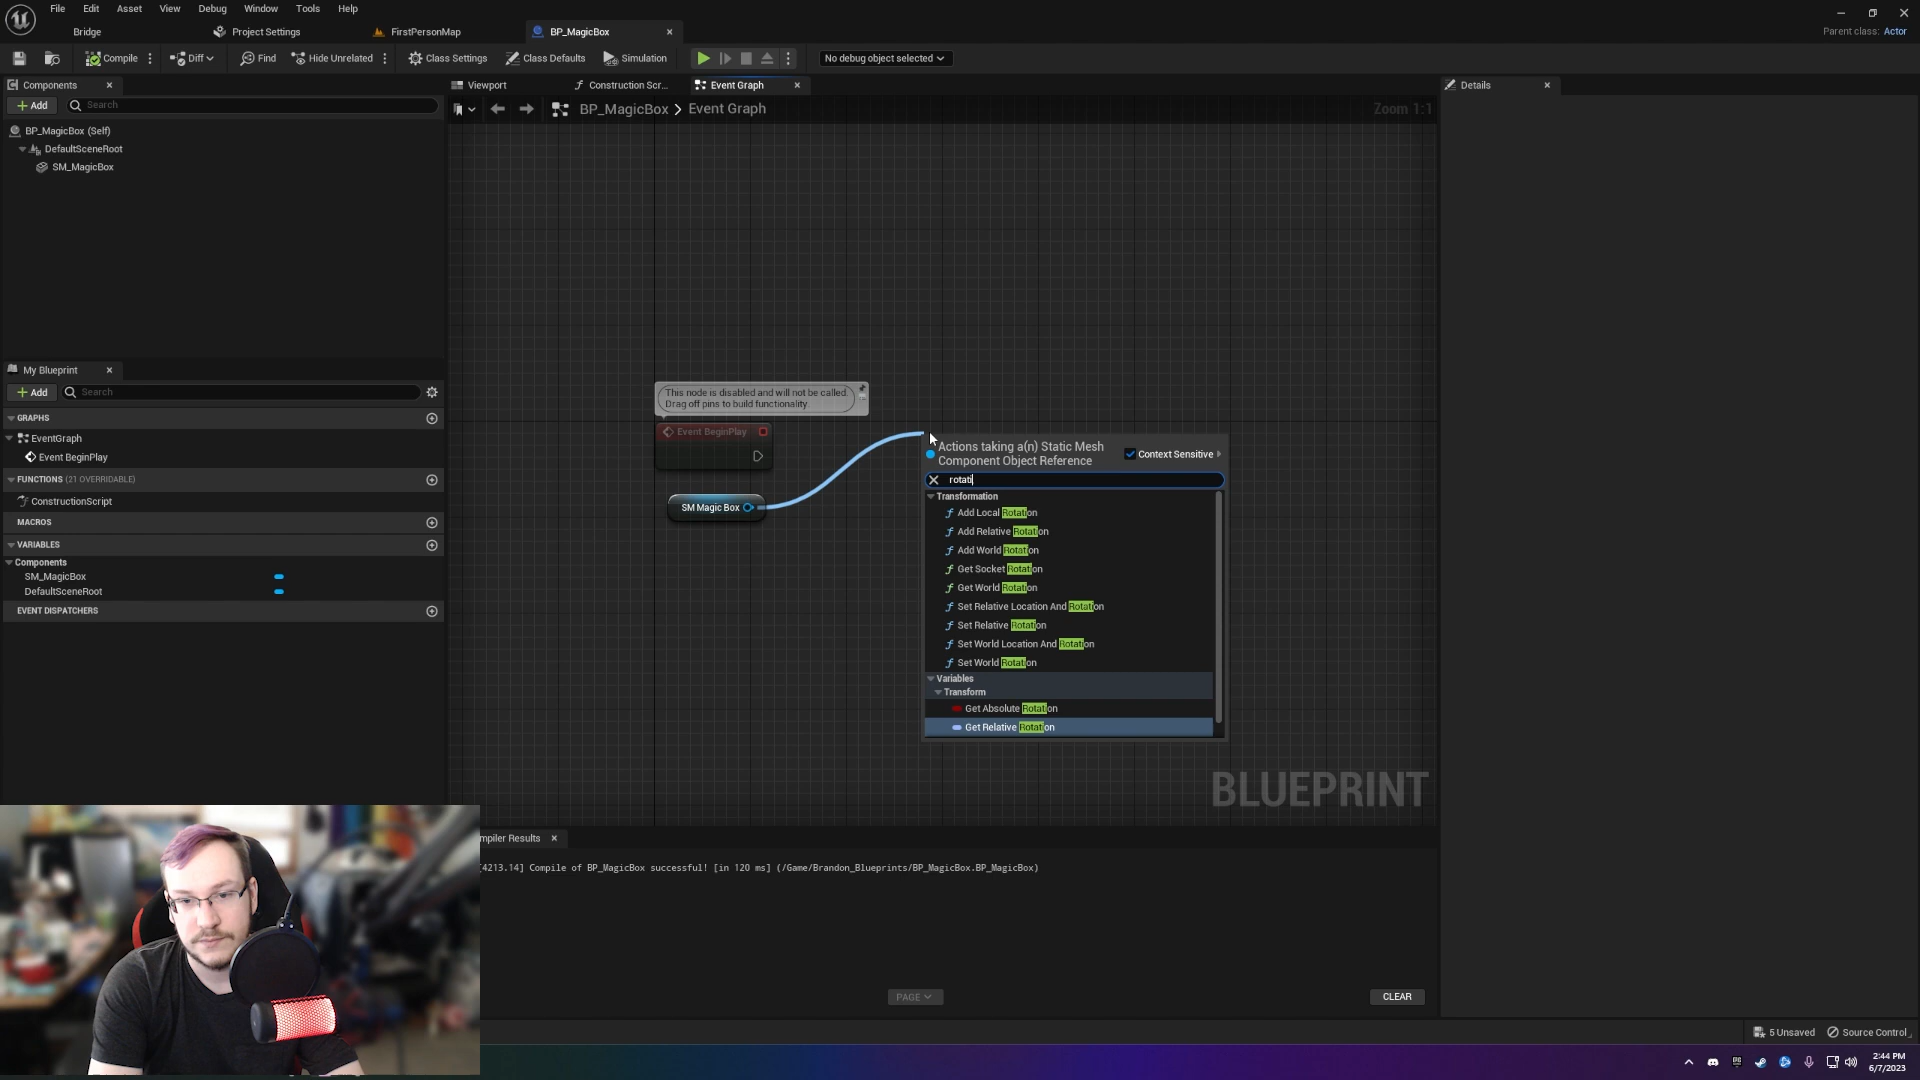 File Edit Asset View Debug Window Tools Help
Bridge Project Settings FirstPersonMap BP_MagicBox
Parent class: Actor
Compile Diff Find Hide Unrelated Class Settings Class Defaults Simulation No debug object selected
Components
Add Search
BP_MagicBox (Self)
DefaultSceneRoot
SM_MagicBox
My Blueprint
Add Search
GRAPHS
EventGraph
Event BeginPlay
FUNCTIONS (21 OVERRIDABLE)
ConstructionScript
MACROS
VARIABLES
Components
SM_MagicBox
DefaultSceneRoot
EVENT DISPATCHERS
Viewport Construction Scr... Event Graph
BP_MagicBox > Event Graph Zoom 1:1
This node is disabled and will not be called.
Drag off pins to build functionality.
Event BeginPlay
SM Magic Box
Actions taking a(n) Static Mesh
Component Object Reference
Context Sensitive
rotati
Transformation
Add Local Rotation
Add Relative Rotation
Add World Rotation
Get Socket Rotation
Get World Rotation
Set Relative Location And Rotation
Set Relative Rotation
Set World Location And Rotation
Set World Rotation
Variables
Transform
Get Absolute Rotation
Get Relative Rotation
BLUEPRINT
Details
mpiler Results
[4213.14] Compile of BP_MagicBox successful! [in 120 ms] (/Game/Brandon_Blueprints/BP_MagicBox.BP_MagicBox)
PAGE
CLEAR
5 Unsaved Source Control
2:44 PM
6/7/2023